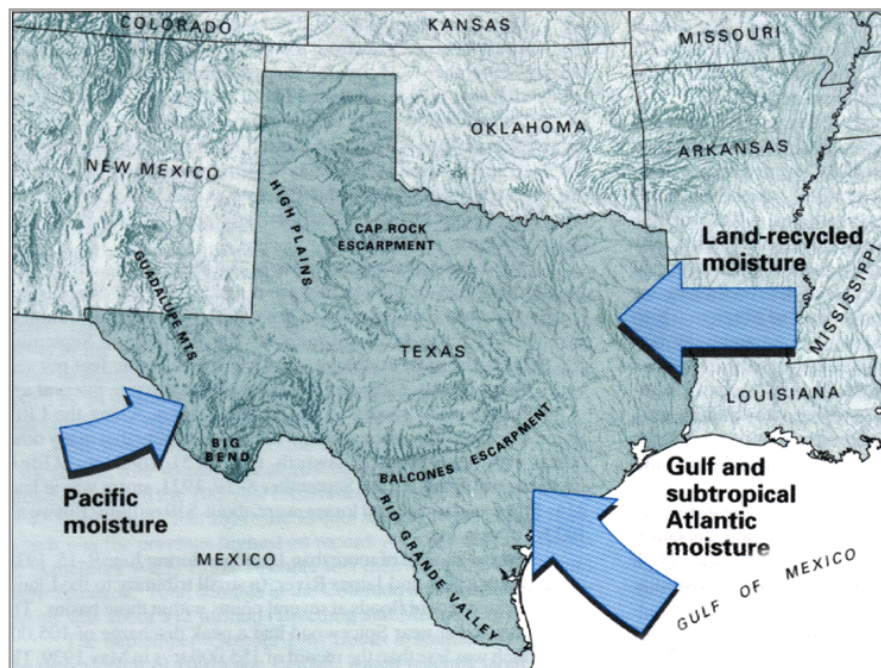 COLORADO
KANSAS
MISSOURI
OKLAHOMA
ARKANSAS
NEW MEXICO
HIGH PLAINS
CAP ROCK
ESCARPMENT
Land-recycled
moisture
GUADALUPE MTS
MISSISSIPPI
TEXAS
LOUISIANA
BIG
BEND
BALCONES ESCARPMENT
Pacific
moisture
Gulf and
subtropical
Atlantic
moisture
RIO GRANDE VALLEY
MEXICO
GULF OF MEXICO